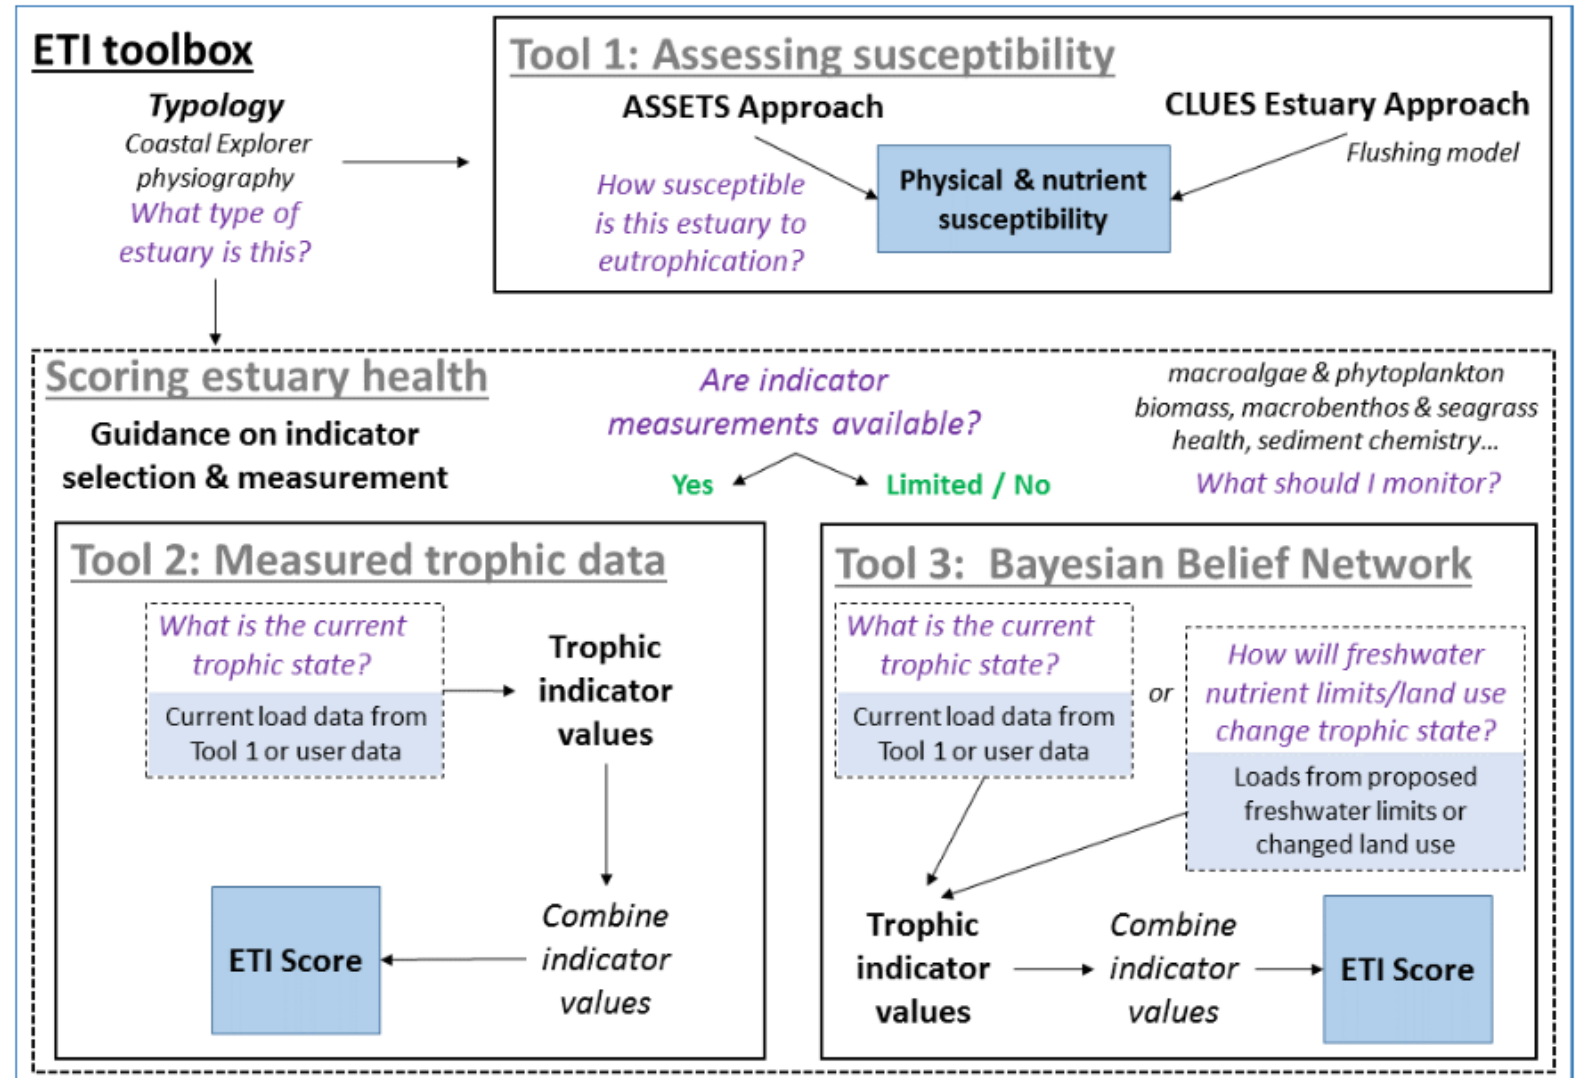 ETI toolbox
Typology
Coastal Explorer
physiography
What type of
estuary is this?
Tool 1: Assessing susceptibility
ASSETS Approach
CLUES Estuary Approach
Flushing model
How susceptible
is this estuary to
eutrophication?
Physical & nutrient
susceptibility
Scoring estuary health
Guidance on indicator
selection & measurement
Are indicator
measurements available?
Yes
Limited / No
macroalgae & phytoplankton
biomass, macrobenthos & seagrass
health, sediment chemistry...
What should I monitor?
Tool 2: Measured trophic data
What is the current
trophic state?
Current load data from
Tool 1 or user data
Trophic
indicator
values
Combine
indicator
values
ETI Score
Tool 3: Bayesian Belief Network
What is the current
trophic state?
Current load data from
Tool 1 or user data
or
How will freshwater
nutrient limits/land use
change trophic state?
Loads from proposed
freshwater limits or
changed land use
Trophic
indicator
values
Combine
indicator
values
ETI Score